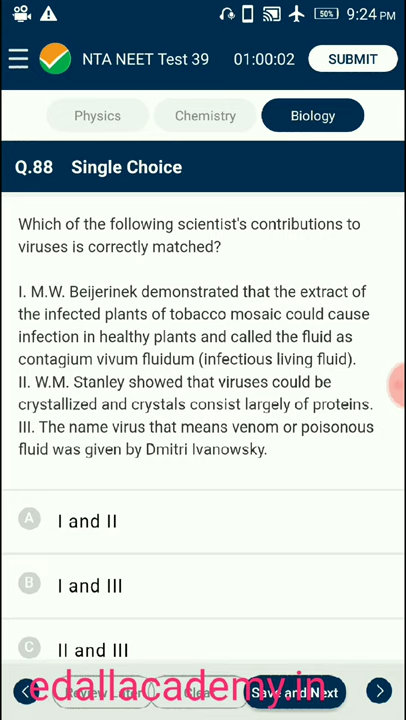 50% 9:24 PM
NTA NEET Test 39 01:00:02 SUBMIT
Physics Chemistry Biology
Q.88 Single Choice
Which of the following scientist's contributions to
viruses is correctly matched?
I. M.W. Beijerinek demonstrated that the extract of
the infected plants of tobacco mosaic could cause
infection in healthy plants and called the fluid as
contagium vivum fluidum (infectious living fluid).
II. W.M. Stanley showed that viruses could be
crystallized and crystals consist largely of proteins.
III. The name virus that means venom or poisonous
fluid was given by Dmitri Ivanowsky.
A I and II
B I and III
C II and III
Review Later Clear Save and Next
edallacademy.in